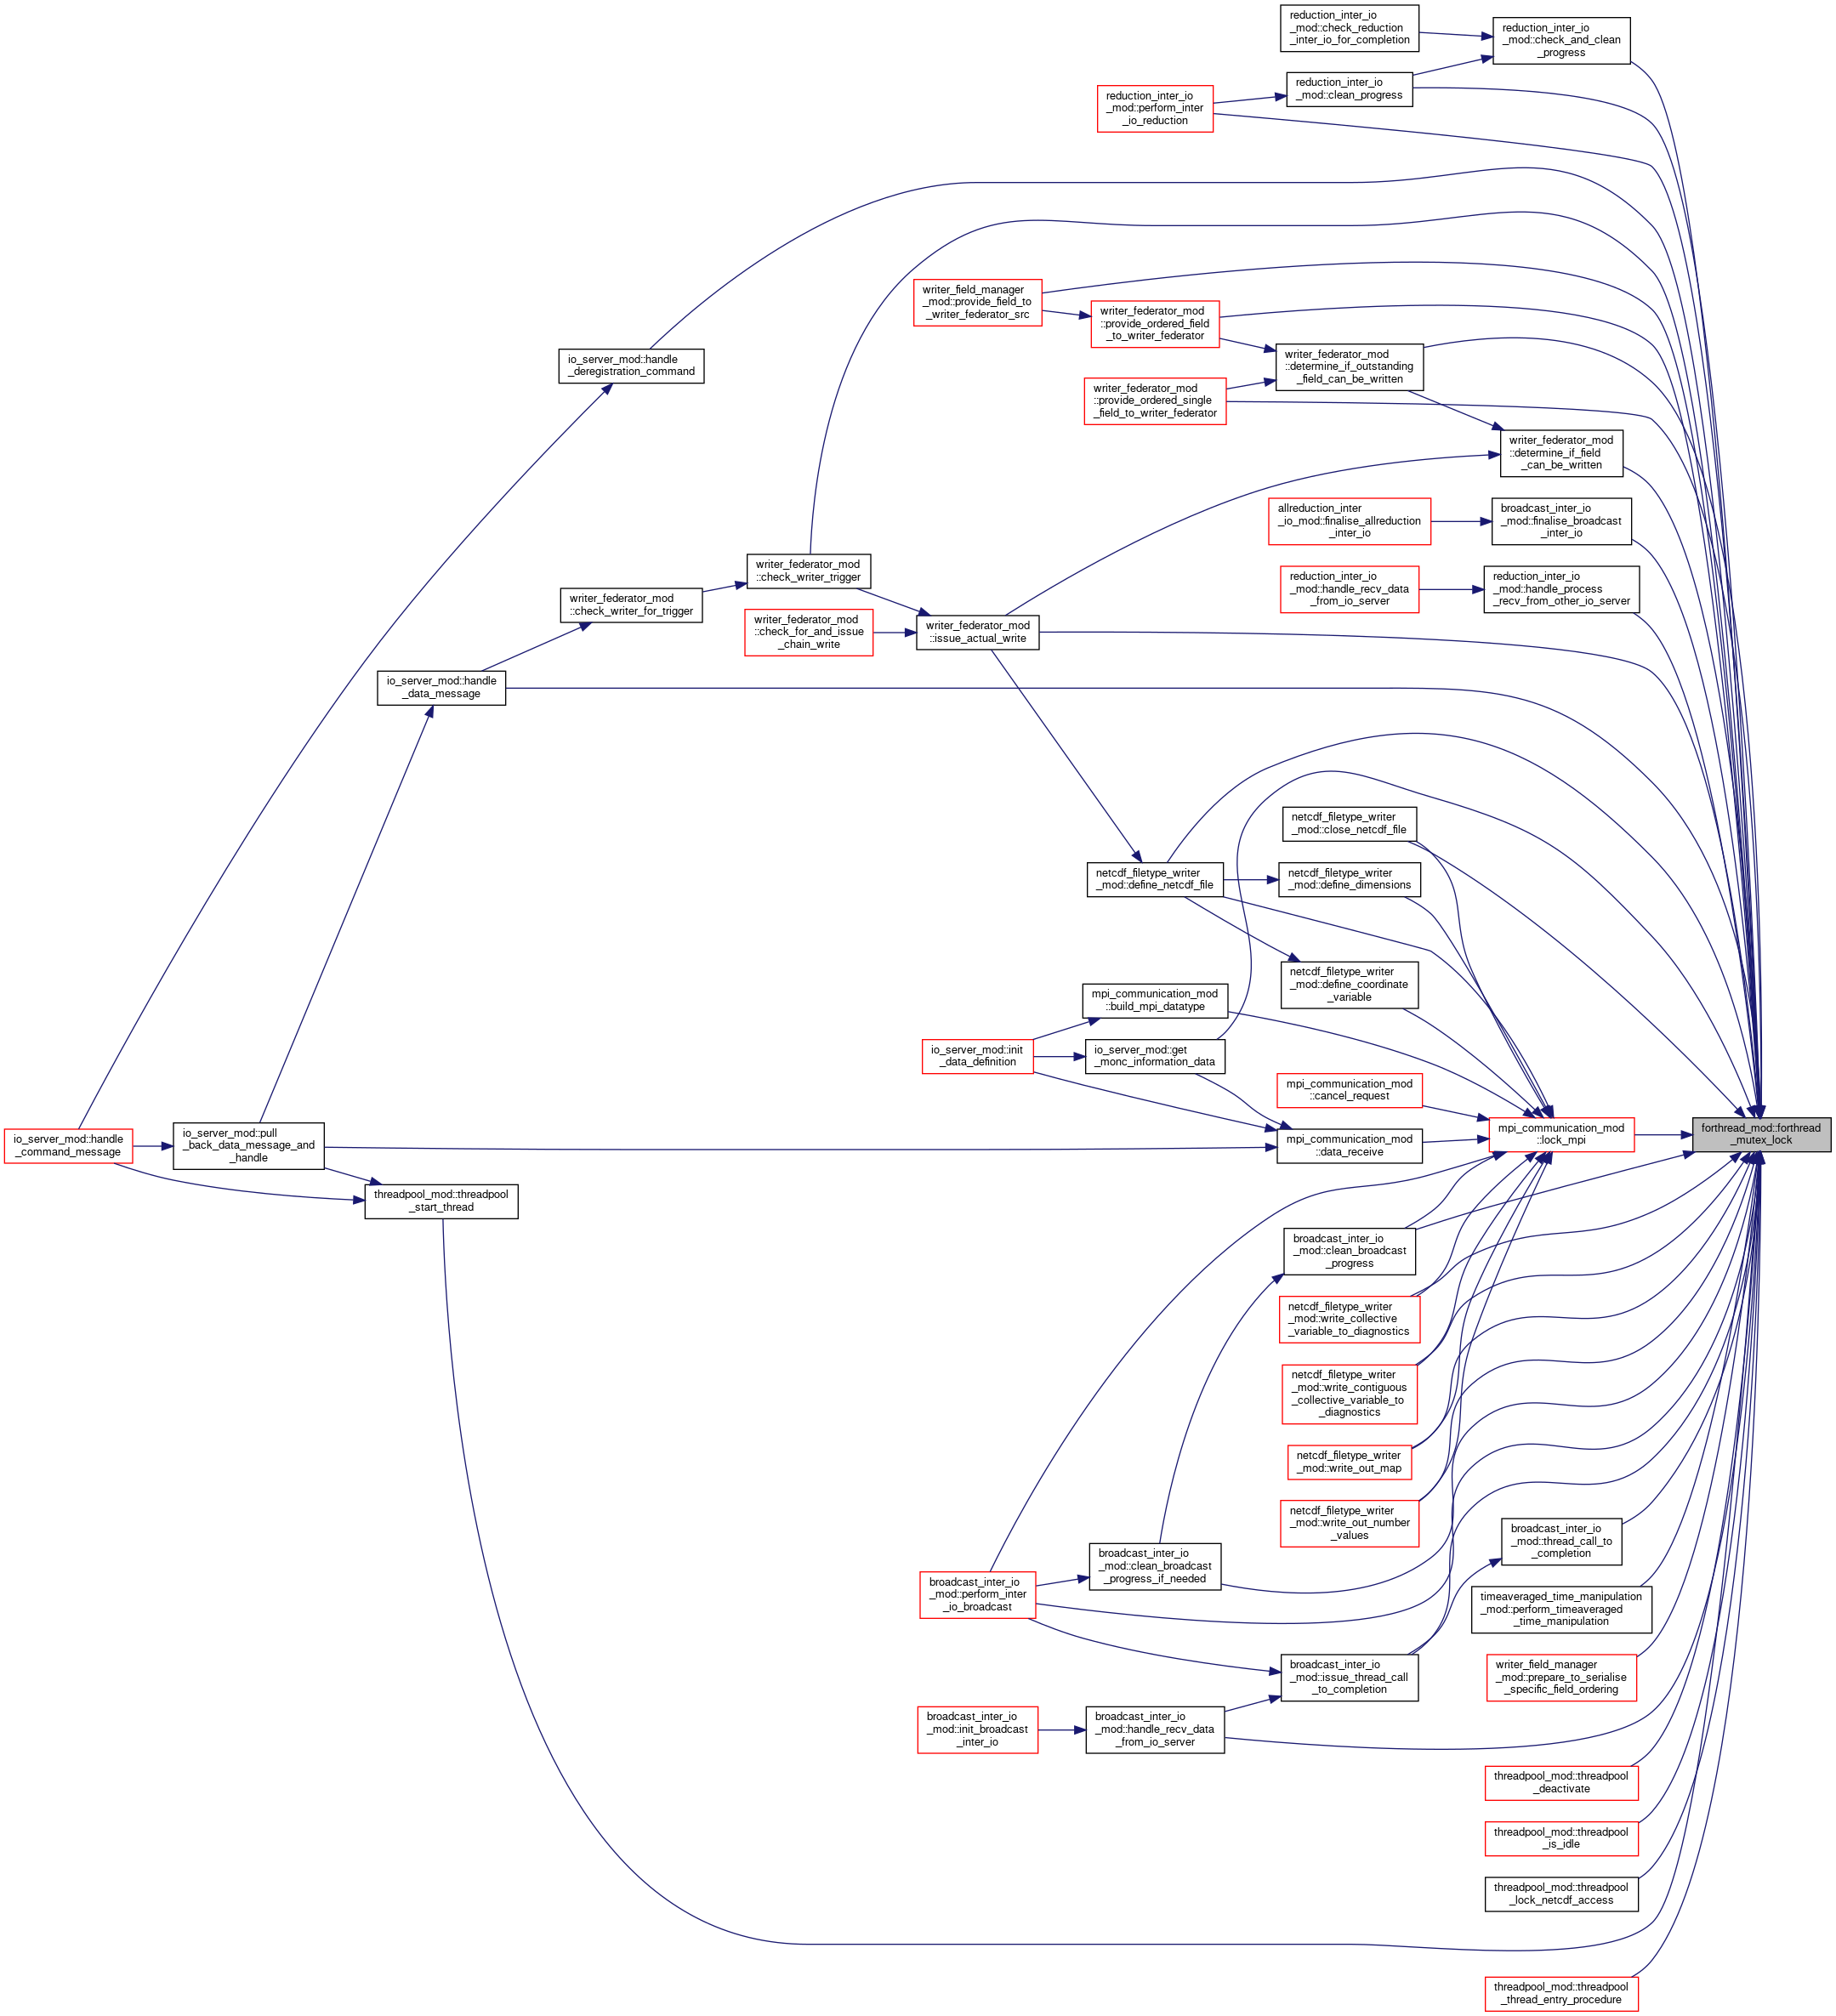 reduction_inter_io
_mod::check_reduction
_inter_io_for_completion
reduction_inter_io
_mod::check_and_clean
_progress
reduction_inter_io
_mod::clean_progress
reduction_inter_io
_mod::perform_inter
_io_reduction
writer_field_manager
_mod::provide_field_to
_writer_federator_src
writer_federator_mod
::provide_ordered_field
_to_writer_federator
io_server_mod::handle
_deregistration_command
writer_federator_mod
::determine_if_outstanding
_field_can_be_written
writer_federator_mod
::provide_ordered_single
_field_to_writer_federator
writer_federator_mod
::determine_if_field
_can_be_written
allreduction_inter
_io_mod::finalise_allreduction
_inter_io
broadcast_inter_io
_mod::finalise_broadcast
_inter_io
writer_federator_mod
::check_writer_trigger
reduction_inter_io
_mod::handle_recv_data
_from_io_server
reduction_inter_io
_mod::handle_process
_recv_from_other_io_server
writer_federator_mod
::check_writer_for_trigger
writer_federator_mod
::check_for_and_issue
_chain_write
writer_federator_mod
::issue_actual_write
io_server_mod::handle
_data_message
netcdf_filetype_writer
_mod::close_netcdf_file
netcdf_filetype_writer
_mod::define_netcdf_file
netcdf_filetype_writer
_mod::define_dimensions
netcdf_filetype_writer
_mod::define_coordinate
_variable
mpi_communication_mod
::build_mpi_datatype
io_server_mod::init
_data_definition
io_server_mod::get
_monc_information_data
mpi_communication_mod
::cancel_request
io_server_mod::handle
_command_message
io_server_mod::pull
_back_data_message_and
_handle
mpi_communication_mod
::data_receive
mpi_communication_mod
::lock_mpi
forthread_mod::forthread
_mutex_lock
threadpool_mod::threadpool
_start_thread
broadcast_inter_io
_mod::clean_broadcast
_progress
netcdf_filetype_writer
_mod::write_collective
_variable_to_diagnostics
netcdf_filetype_writer
_mod::write_contiguous
_collective_variable_to
_diagnostics
netcdf_filetype_writer
_mod::write_out_map
netcdf_filetype_writer
_mod::write_out_number
_values
broadcast_inter_io
_mod::thread_call_to
_completion
broadcast_inter_io
_mod::perform_inter
_io_broadcast
broadcast_inter_io
_mod::clean_broadcast
_progress_if_needed
timeaveraged_time_manipulation
_mod::perform_timeaveraged
_time_manipulation
broadcast_inter_io
_mod::issue_thread_call
_to_completion
writer_field_manager
_mod::prepare_to_serialise
_specific_field_ordering
broadcast_inter_io
_mod::init_broadcast
_inter_io
broadcast_inter_io
_mod::handle_recv_data
_from_io_server
threadpool_mod::threadpool
_deactivate
threadpool_mod::threadpool
_is_idle
threadpool_mod::threadpool
_lock_netcdf_access
threadpool_mod::threadpool
_thread_entry_procedure